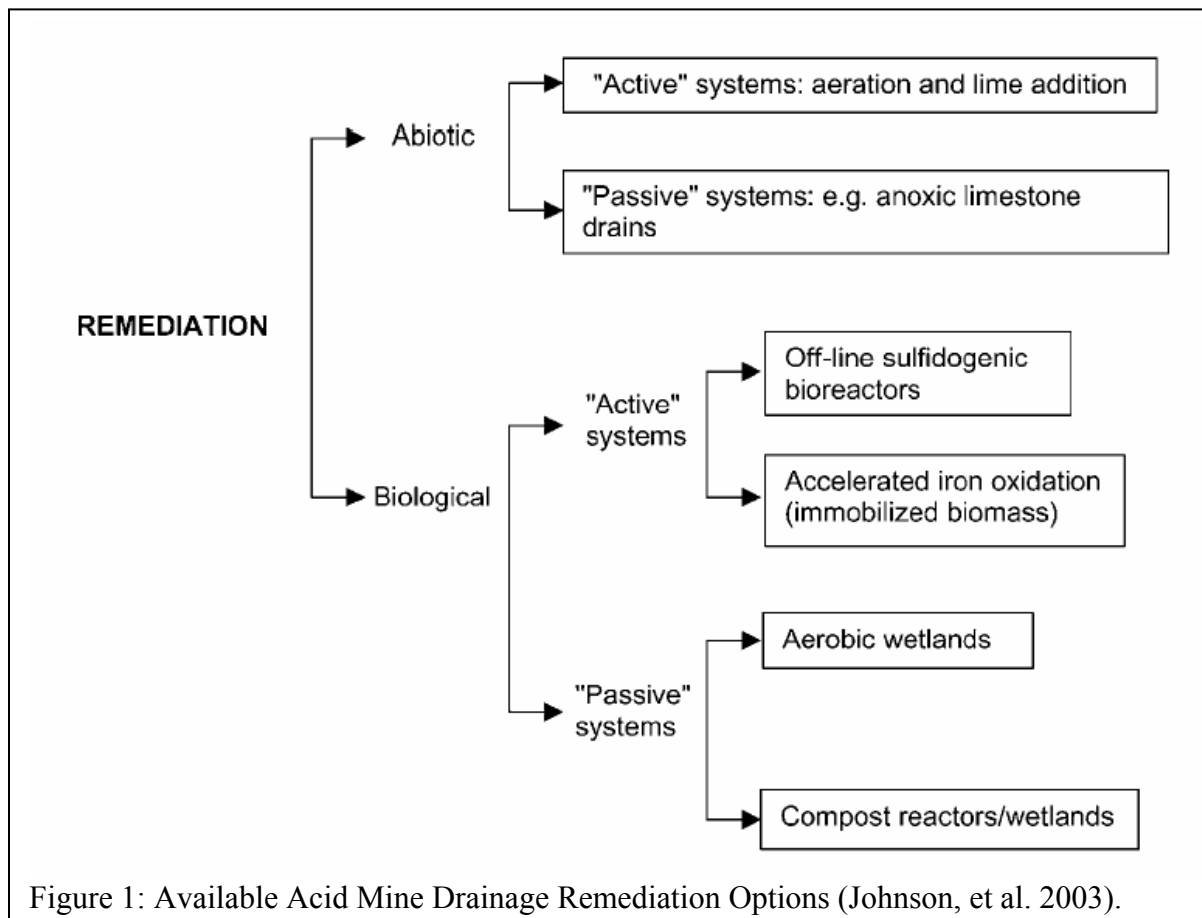 "Active" systems: aeration and lime addition
Abiotic
"Passive" systems: e.g. anoxic limestone
drains
REMEDIATION
Off-line sulfidogenic
bioreactors
"Active"
systems
Accelerated iron oxidation
(immobilized biomass)
Biological
Aerobic wetlands
"Passive"
systems
Compost reactors/wetlands
Figure 1: Available Acid Mine Drainage Remediation Options (Johnson, et al. 2003).